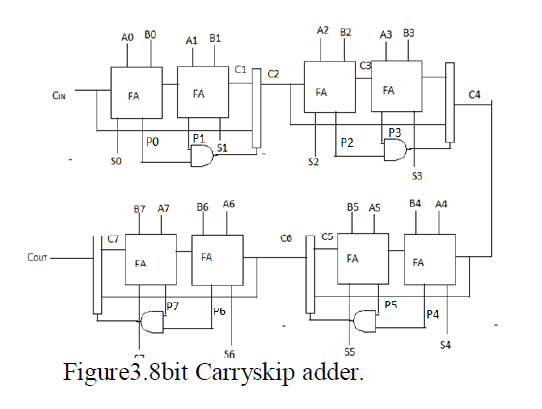 A0 B0 A1 B1 A2 B2 A3 B3
C1 C2 C3 C4
CIN FA FA FA FA
P0 P1 S1 P2 P3
S0 S2 S3
B7 A7 B6 A6 B5 A5 B4 A4
C7 C6 C5
COUT FA FA FA FA
P7 P6 P5 P4
S7 S6 S5 S4
Figure3.8bit Carryskip adder.